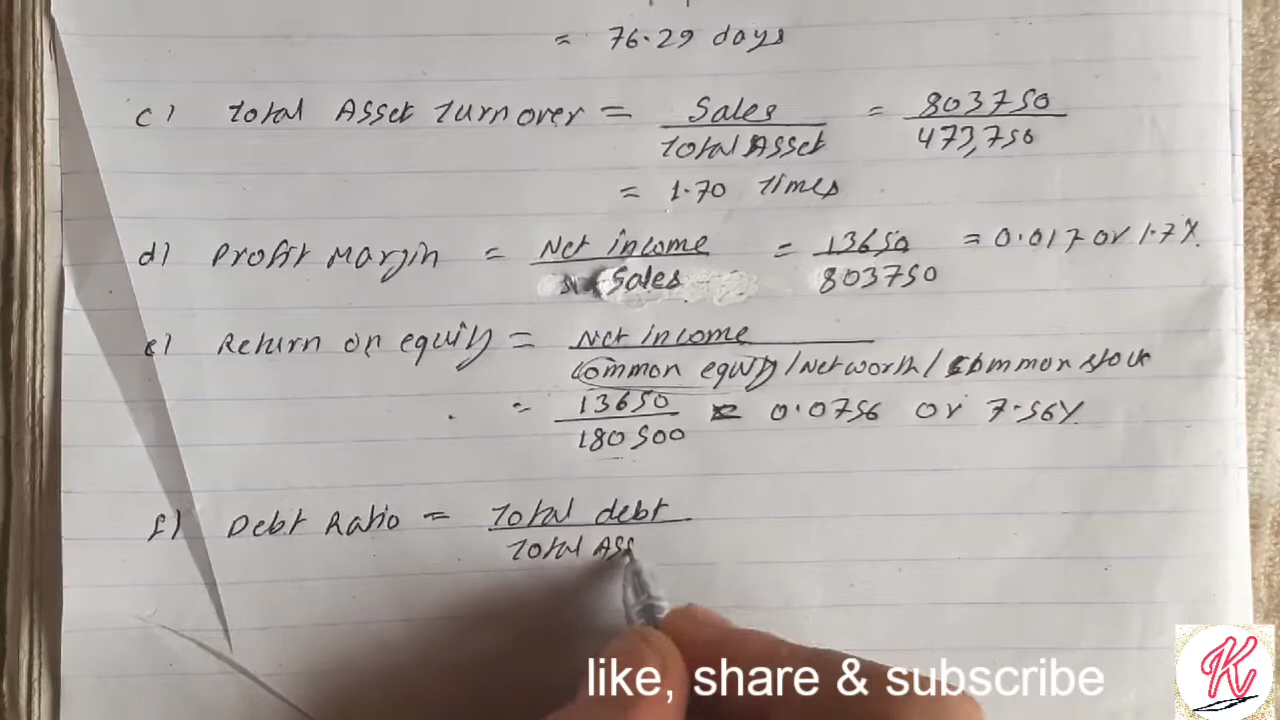 = 76.29 days
c) Total Asset Turnover = Sales / Total Asset = 803750 / 473,750
= 1.70 Times
d) Profit Margin = Net income / Sales = 13650 / 803750 = 0.017 or 1.7%
e) Return on equity = Net income / Common equity / Net worth / Common stock
= 13650 / 180500 = 0.0756 or 7.56%
f) Debt Ratio = Total debt / Total Ass
like, share & subscribe
K